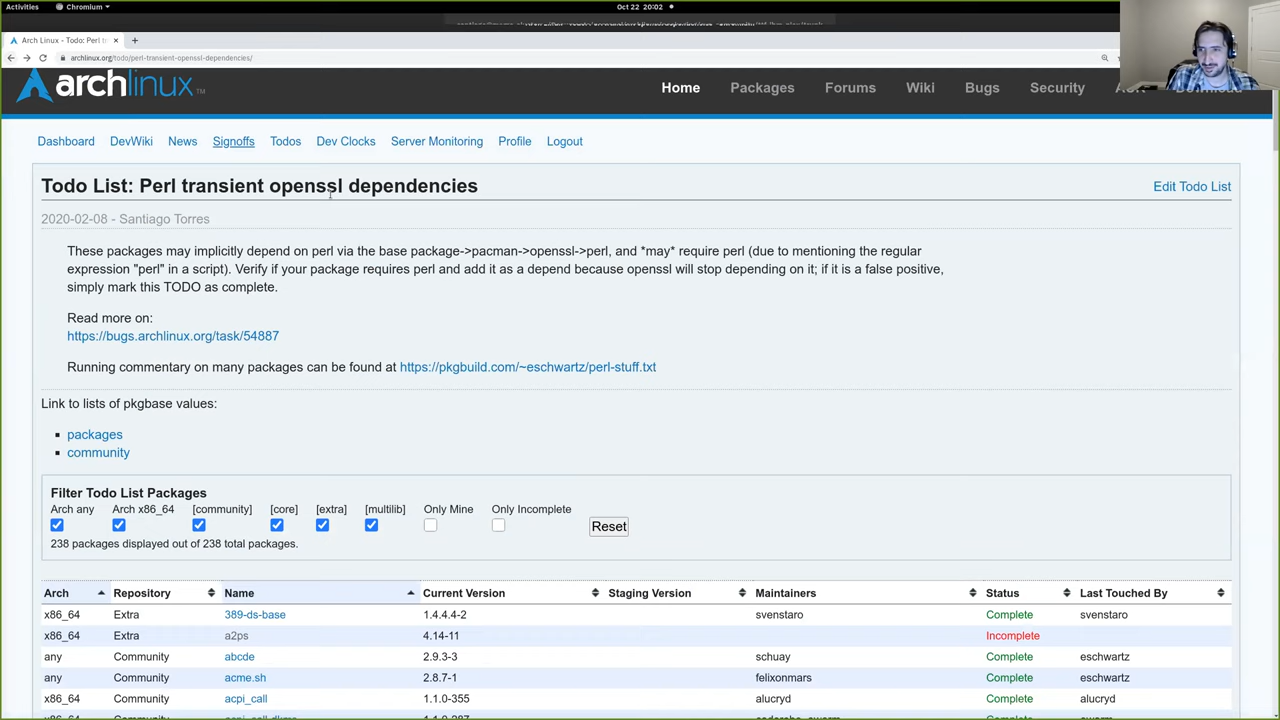 Activities Chromium Oct 22 20:02
Arch Linux - Todo: Perl t
archlinux.org/todo/perl-transient-openssl-dependencies/
archlinux TM Home Packages Forums Wiki Bugs Security
Dashboard DevWiki News Signoffs Todos Dev Clocks Server Monitoring Profile Logout
Todo List: Perl transient openssl dependencies Edit Todo List
2020-02-08 - Santiago Torres
These packages may implicitly depend on perl via the base package->pacman->openssl->perl, and *may* require perl (due to mentioning the regular
expression "perl" in a script). Verify if your package requires perl and add it as a depend because openssl will stop depending on it; if it is a false positive,
simply mark this TODO as complete.
Read more on:
https://bugs.archlinux.org/task/54887
Running commentary on many packages can be found at https://pkgbuild.com/~eschwartz/perl-stuff.txt
Link to lists of pkgbase values:
packages
community
Filter Todo List Packages
Arch any Arch x86_64 [community] [core] [extra] [multilib] Only Mine Only Incomplete
Reset
238 packages displayed out of 238 total packages.
Arch Repository Name Current Version Staging Version Maintainers Status Last Touched By
x86_64 Extra 389-ds-base 1.4.4.4-2 svenstaro Complete svenstaro
x86_64 Extra a2ps 4.14-11 Incomplete
any Community abcde 2.9.3-3 schuay Complete eschwartz
any Community acme.sh 2.8.7-1 felixonmars Complete eschwartz
x86_64 Community acpi_call 1.1.0-355 alucryd Complete alucryd